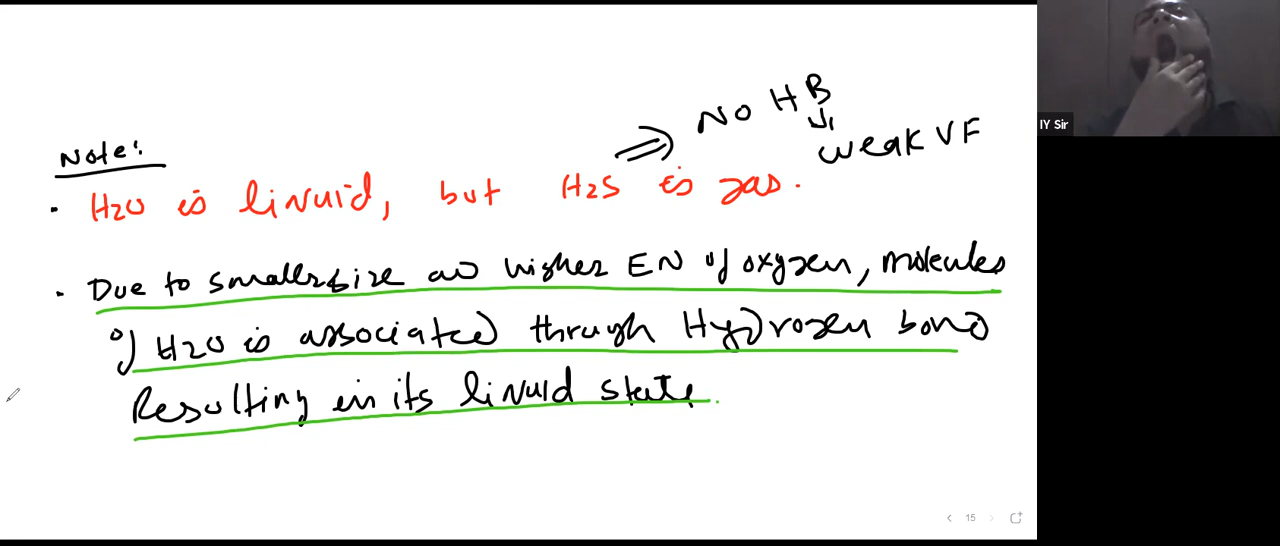 No HB
weak VF
Note:
• H2O is liquid, but H2S is gas.
• Due to smaller size and higher EN of oxygen, molecules
of H2O is associated through Hydrogen bond
Resulting in its liquid state.
IY Sir
15